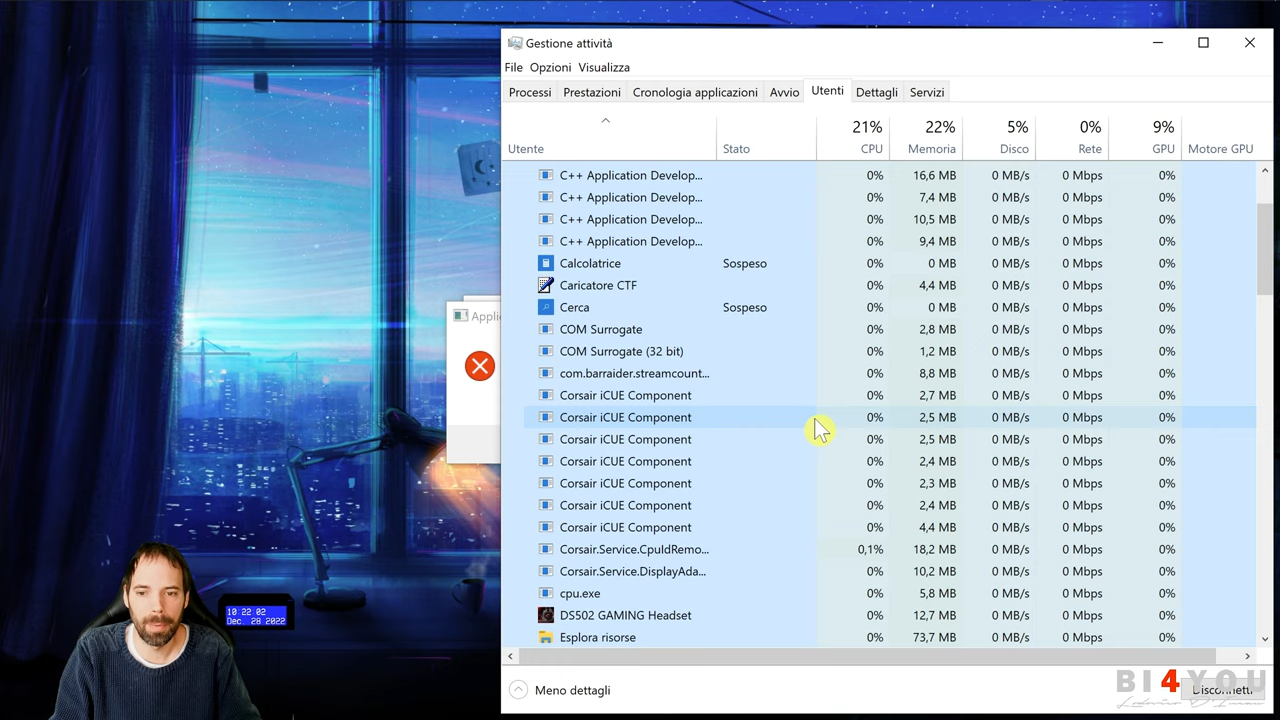 Gestione attività
File Opzioni Visualizza
Processi Prestazioni Cronologia applicazioni Avvio Utenti Dettagli Servizi
21% 22% 5% 0% 9%
Utente Stato CPU Memoria Disco Rete GPU Motore GPU
C++ Application Develop... 0% 16,6 MB 0 MB/s 0 Mbps 0%
C++ Application Develop... 0% 7,4 MB 0 MB/s 0 Mbps 0%
C++ Application Develop... 0% 10,5 MB 0 MB/s 0 Mbps 0%
C++ Application Develop... 0% 9,4 MB 0 MB/s 0 Mbps 0%
Calcolatrice Sospeso 0% 0 MB 0 MB/s 0 Mbps 0%
Caricatore CTF 0% 4,4 MB 0 MB/s 0 Mbps 0%
Cerca Sospeso 0% 0 MB 0 MB/s 0 Mbps 0%
COM Surrogate 0% 2,8 MB 0 MB/s 0 Mbps 0%
COM Surrogate (32 bit) 0% 1,2 MB 0 MB/s 0 Mbps 0%
com.barraider.streamcount... 0% 8,8 MB 0 MB/s 0 Mbps 0%
Corsair iCUE Component 0% 2,7 MB 0 MB/s 0 Mbps 0%
Corsair iCUE Component 0% 2,5 MB 0 MB/s 0 Mbps 0%
Corsair iCUE Component 0% 2,5 MB 0 MB/s 0 Mbps 0%
Corsair iCUE Component 0% 2,4 MB 0 MB/s 0 Mbps 0%
Corsair iCUE Component 0% 2,3 MB 0 MB/s 0 Mbps 0%
Corsair iCUE Component 0% 2,4 MB 0 MB/s 0 Mbps 0%
Corsair iCUE Component 0% 4,4 MB 0 MB/s 0 Mbps 0%
Corsair.Service.CpuIdRemo... 0,1% 18,2 MB 0 MB/s 0 Mbps 0%
Corsair.Service.DisplayAda... 0% 10,2 MB 0 MB/s 0 Mbps 0%
cpu.exe 0% 5,8 MB 0 MB/s 0 Mbps 0%
DS502 GAMING Headset 0% 12,7 MB 0 MB/s 0 Mbps 0%
Esplora risorse 0% 73,7 MB 0 MB/s 0 Mbps 0%
Meno dettagli
Disconnetti
BI4YOU
Applic
10 22 02
Dec. 28 2022